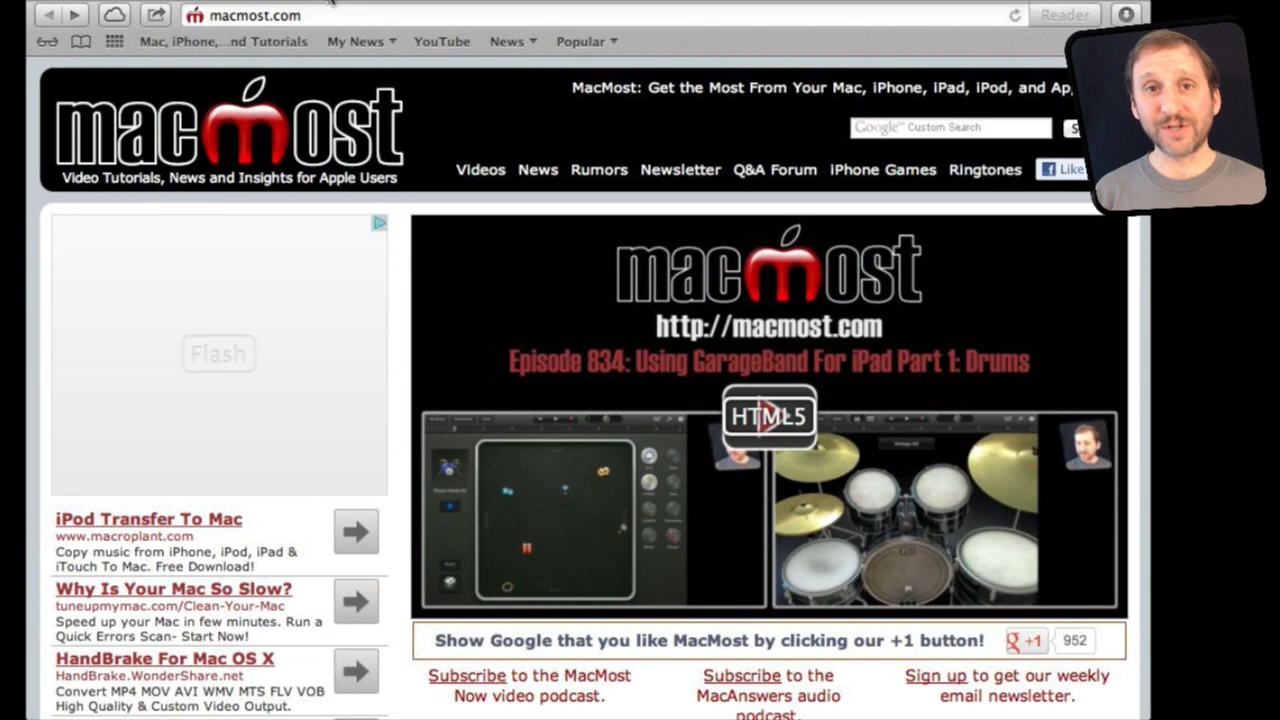 macmost.com
Reader
Mac, iPhone,...nd Tutorials
My News
YouTube
News
Popular
macmost
Video Tutorials, News and Insights for Apple Users
MacMost: Get the Most From Your Mac, iPhone, iPad, iPod, and Ap
Google™ Custom Search
S
Videos
News
Rumors
Newsletter
Q&A Forum
iPhone Games
Ringtones
Like
Flash
macmost
http://macmost.com
Episode 834: Using GarageBand For iPad Part 1: Drums
HTML5
GB
iPod Transfer To Mac
www.macroplant.com
Copy music from iPhone, iPod, iPad &
iTouch To Mac. Free Download!
Why Is Your Mac So Slow?
tuneupmymac.com/Clean-Your-Mac
Speed up your Mac in few minutes. Run a
Quick Errors Scan- Start Now!
HandBrake For Mac OS X
HandBrake.WonderShare.net
Convert MP4 MOV AVI WMV MTS FLV VOB
High Quality & Custom Video Output.
Show Google that you like MacMost by clicking our +1 button!
g +1
952
Subscribe to the MacMost
Now video podcast.
Subscribe to the
MacAnswers audio
podcast.
Sign up to get our weekly
email newsletter.